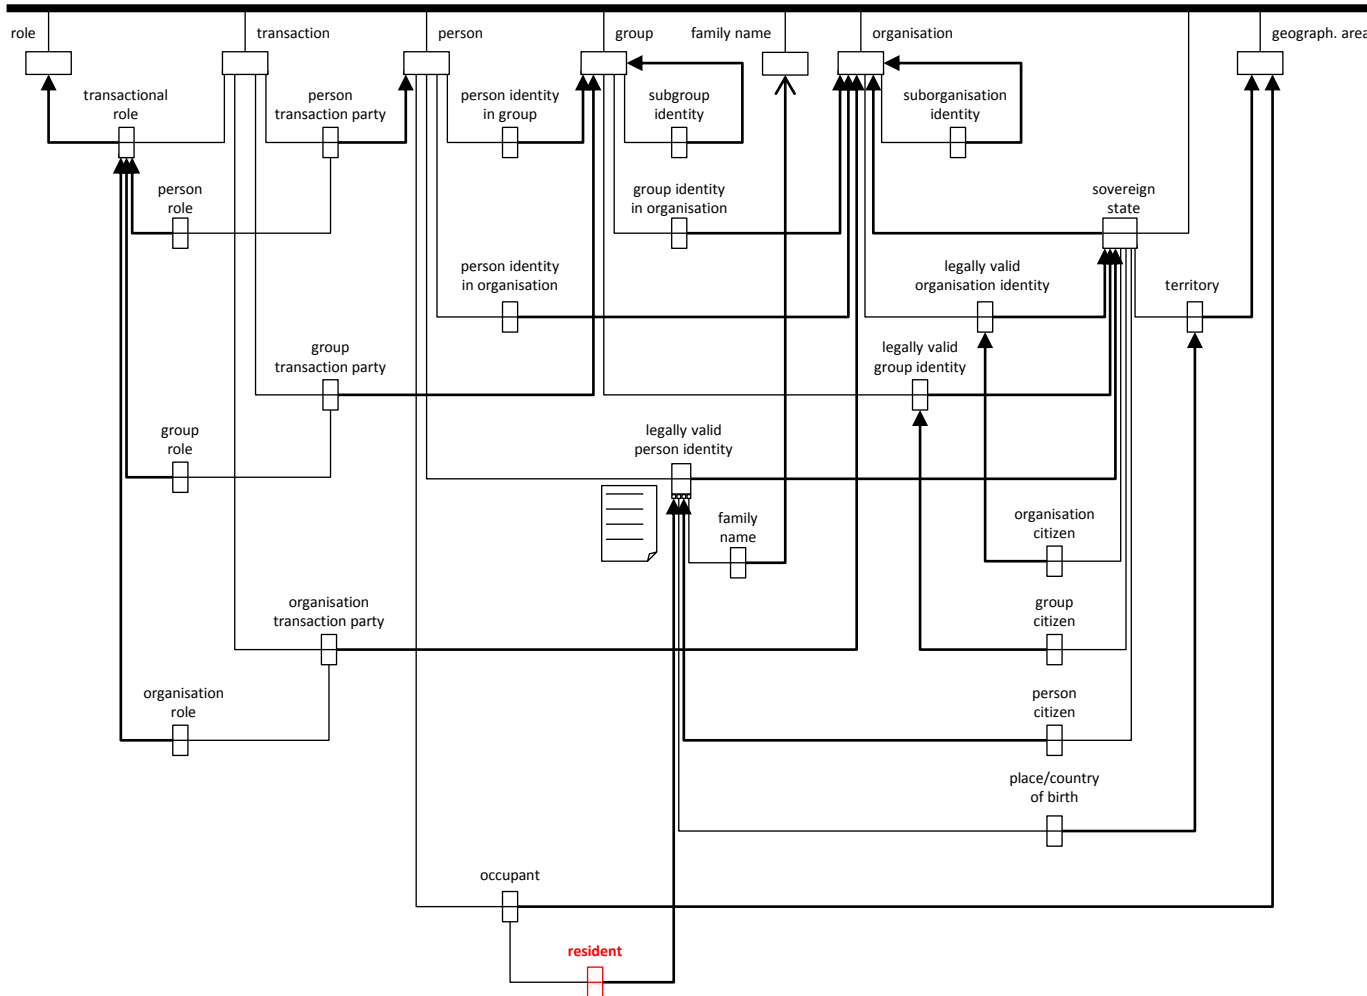 role
transaction
person
group
family name
organisation
geograph. area
transactional
role
person
transaction party
person identity
in group
subgroup
identity
suborganisation
identity
person
role
group identity
in organisation
sovereign
state
person identity
in organisation
legally valid
organisation identity
territory
group
transaction party
legally valid
group identity
group
role
legally valid
person identity
family
name
organisation
citizen
organisation
transaction party
group
citizen
organisation
role
person
citizen
place/country
of birth
occupant
resident